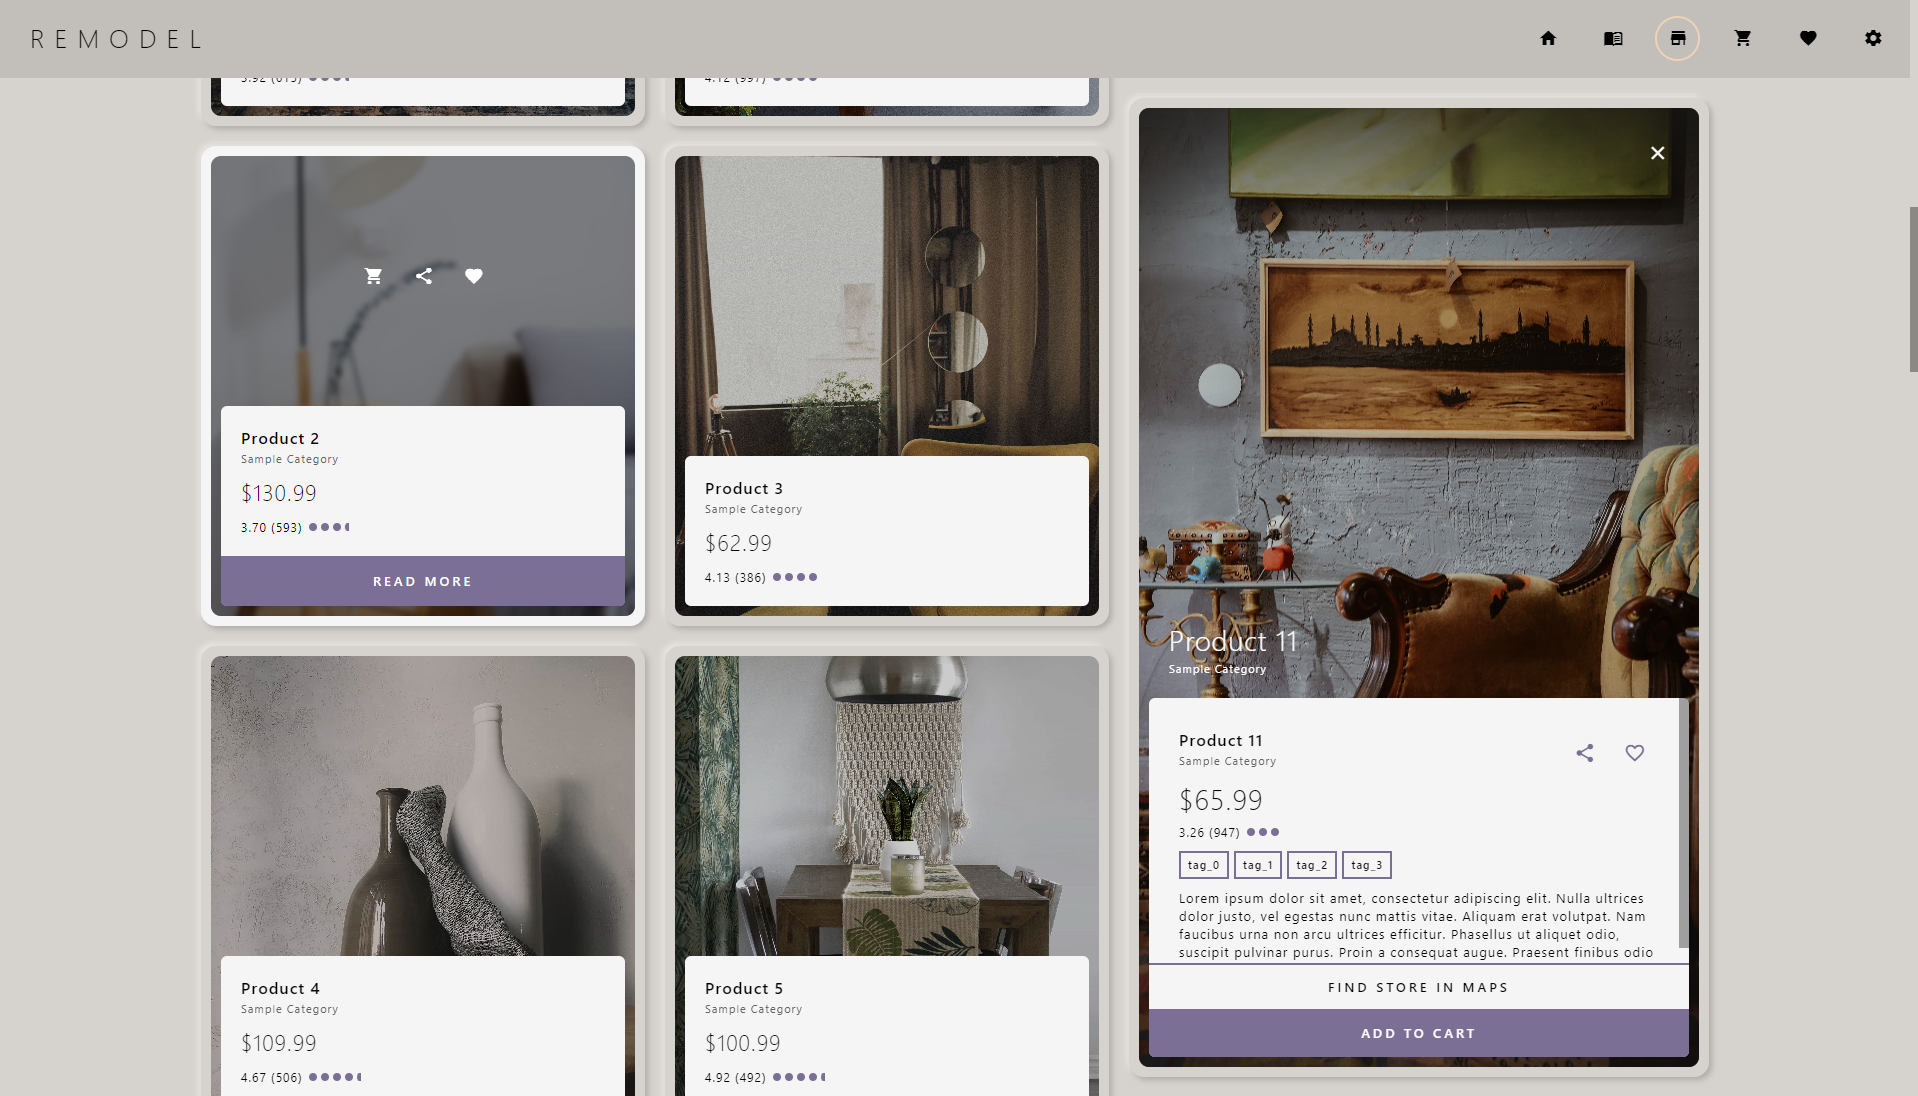 REMODEL
Product 2
Sample Category
$130.99
3.70 (593)
READ MORE
Product 3
Sample Category
$62.99
4.13 (386)
Product 4
Sample Category
$109.99
4.67 (506)
Product 5
Sample Category
$100.99
4.92 (492)
Product 11
Sample Category
Product 11
Sample Category
$65.99
3.26 (947)
tag_0 tag_1 tag_2 tag_3
Lorem ipsum dolor sit amet, consectetur adipiscing elit. Nulla ultrices
dolor justo, vel egestas nunc mattis vitae. Aliquam erat volutpat. Nam
faucibus urna non arcu ultrices efficitur. Phasellus ut aliquet odio,
suscipit pulvinar purus. Proin a consequat augue. Praesent finibus odio
FIND STORE IN MAPS
ADD TO CART